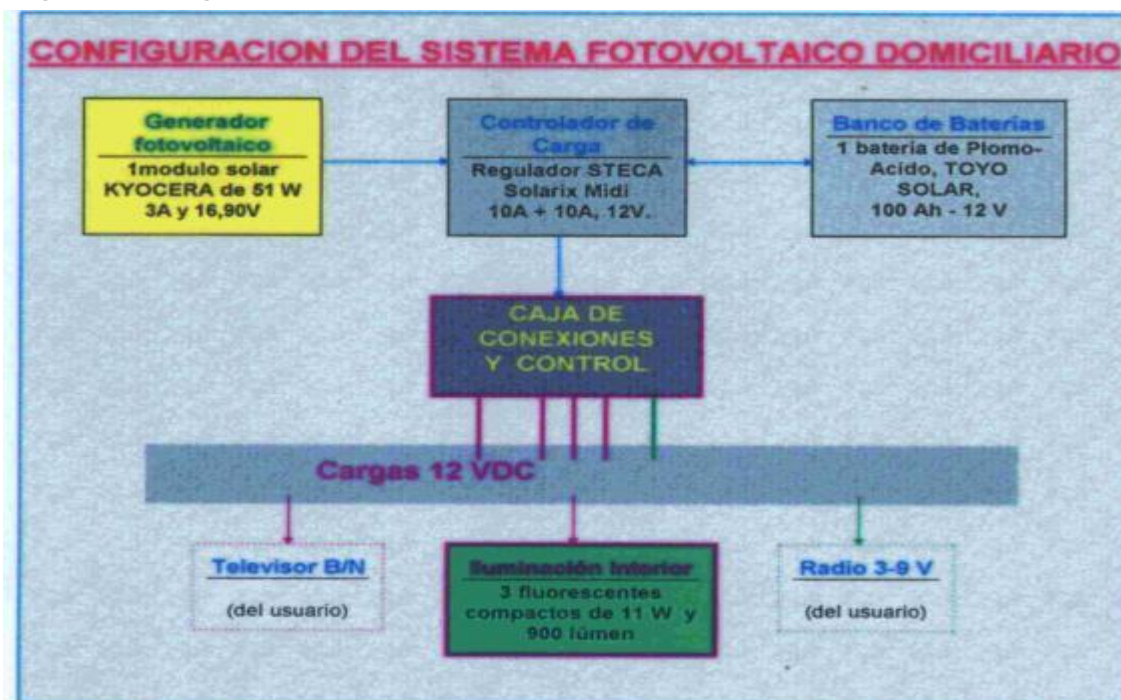 CONFIGURACION DEL SISTEMA FOTOVOLTAICO DOMICILIARIO
Generador
fotovoltaico
1modulo solar
KYOCERA de 51 W
3A y 16,90V
Controlador de
Carga
Regulador STECA
Solarix Midi
10A + 10A, 12V.
Banco de Baterías
1 batería de Plomo-
Acido, TOYO
SOLAR,
100 Ah - 12 V
CAJA DE
CONEXIONES
Y CONTROL
Cargas 12 VDC
Televisor B/N
(del usuario)
Iluminación Interior
3 fluorescentes
compactos de 11 W y
900 lúmen
Radio 3-9 V
(del usuario)